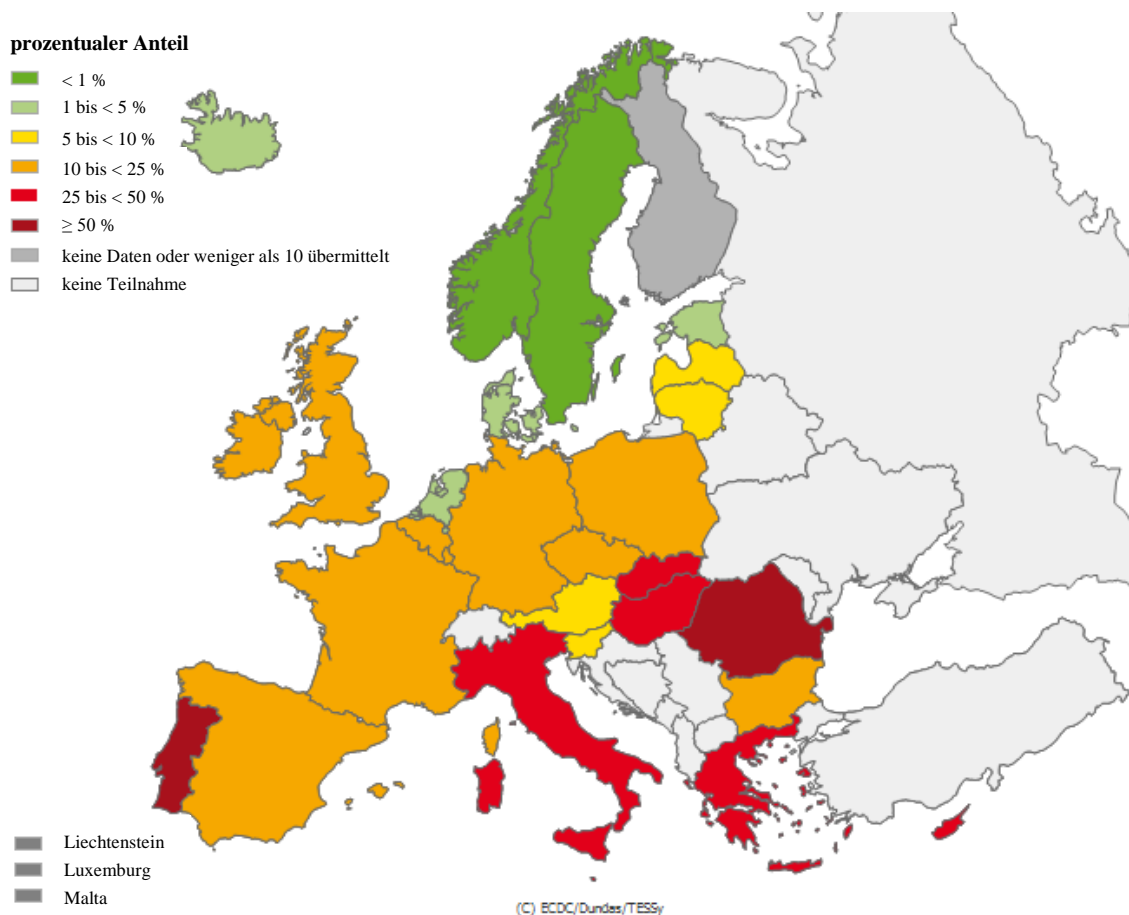 prozentualer Anteil
< 1 %
1 bis < 5 %
5 bis < 10 %
10 bis < 25 %
25 bis < 50 %
≥ 50 %
keine Daten oder weniger als 10 übermittelt
keine Teilnahme
Liechtenstein
Luxemburg
Malta
(C) ECDC/Dundas/TESSy